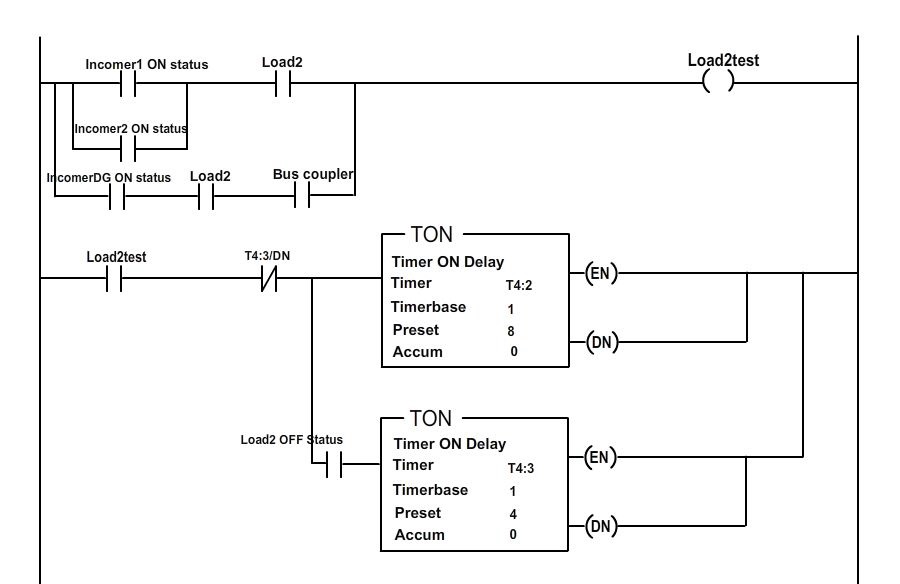 Incomer1 ON status
Load2
Load2test
Incomer2 ON status
IncomerDG ON status
Load2
Bus coupler
Load2test
T4:3/DN
TON
Timer ON Delay
Timer T4:2
Timerbase 1
Preset 8
Accum 0
EN
DN
Load2 OFF Status
TON
Timer ON Delay
Timer T4:3
Timerbase 1
Preset 4
Accum 0
EN
DN